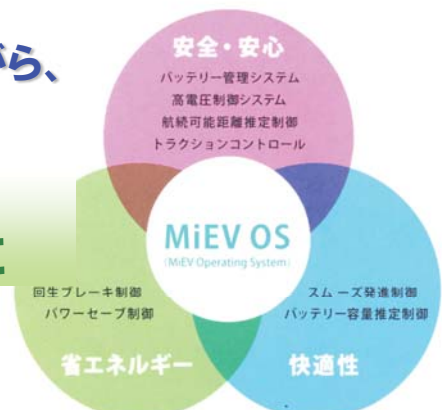 がら、
安全・安心
バッテリー管理システム
高電圧制御システム
航続可能距離推定制御
トラクションコントロール
MiEV OS
(MiEV Operating System)
回生ブレーキ制御
パワーセーブ制御
省エネルギー
スムーズ発進制御
バッテリー容量推定制御
快適性